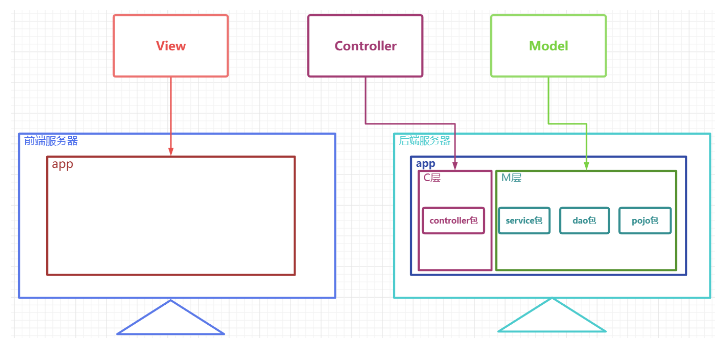 View
Controller
Model
前端服务器
后端服务器
app
app
C层
M层
controller包
service包
dao包
pojo包